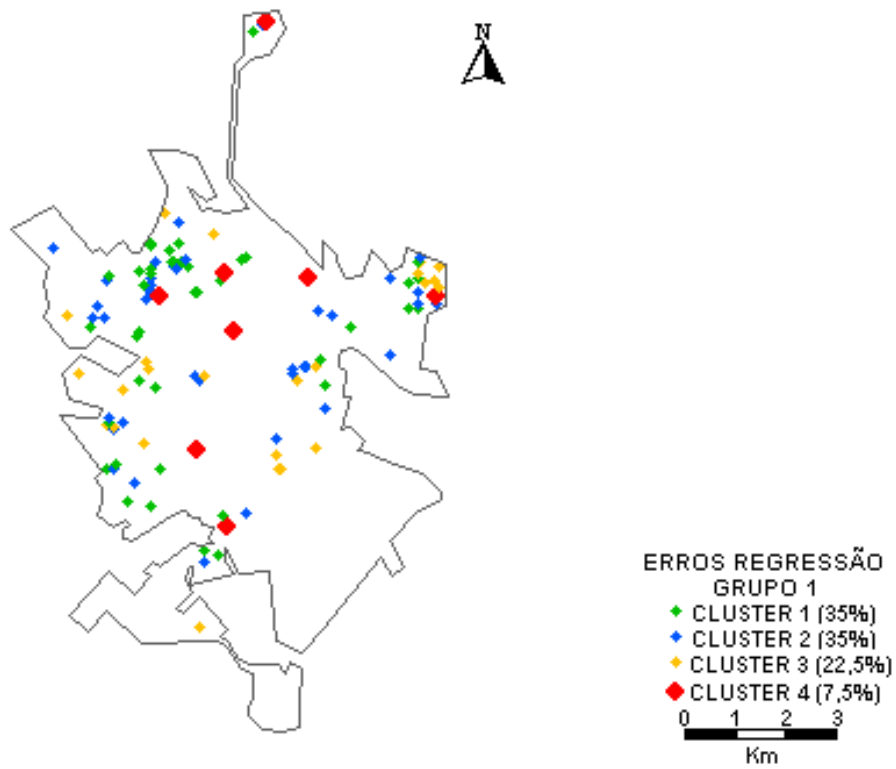 N
ERROS REGRESSÃO
GRUPO 1
CLUSTER 1 (35%)
CLUSTER 2 (35%)
CLUSTER 3 (22,5%)
CLUSTER 4 (7,5%)
0 1 2 3
Km